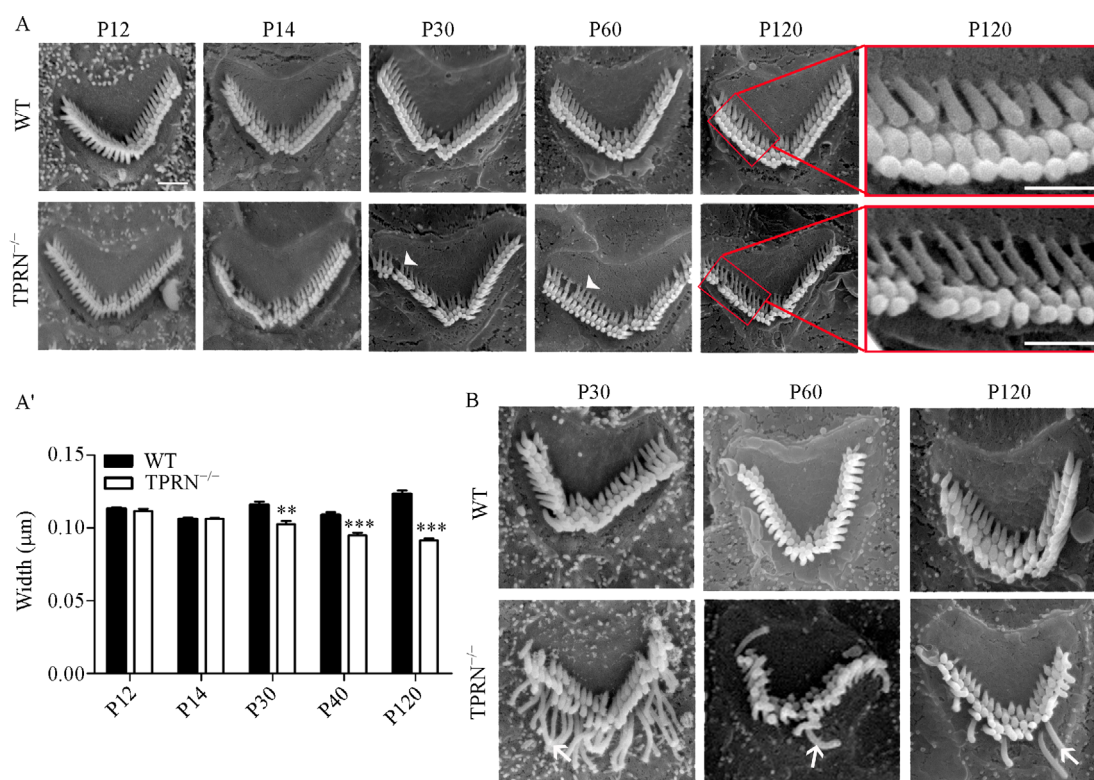 A
P12 P14 P30 P60 P120 P120
WT
TPRN−/−
A'
Width (μm)
0.15
0.10
0.05
0.00
WT
TPRN−/−
** *** ***
P12 P14 P30 P40 P120
B
P30 P60 P120
WT
TPRN−/−